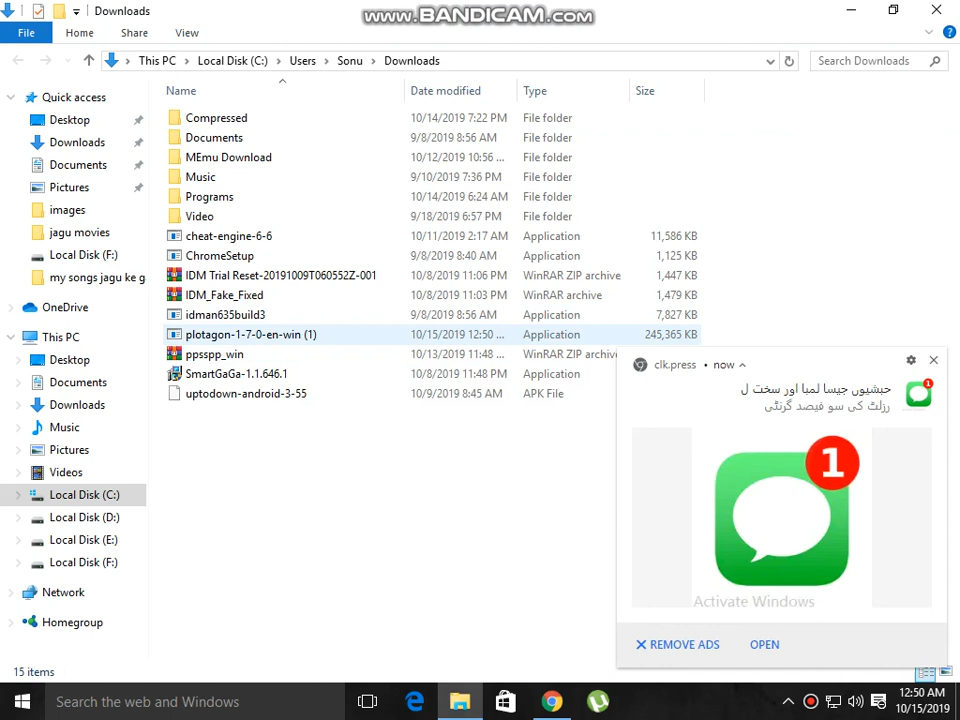 Downloads
www.BANDICAM.com
File Home Share View
This PC Local Disk (C:) Users Sonu Downloads
Search Downloads
Name Date modified Type Size
Quick access
Desktop
Downloads
Documents
Pictures
images
jagu movies
Local Disk (F:)
my songs jagu ke g
OneDrive
This PC
Desktop
Documents
Downloads
Music
Pictures
Videos
Local Disk (C:)
Local Disk (D:)
Local Disk (E:)
Local Disk (F:)
Network
Homegroup
Compressed 10/14/2019 7:22 PM File folder
Documents 9/8/2019 8:56 AM File folder
MEmu Download 10/12/2019 10:56 ... File folder
Music 9/10/2019 7:36 PM File folder
Programs 10/14/2019 6:24 AM File folder
Video 9/18/2019 6:57 PM File folder
cheat-engine-6-6 10/11/2019 2:17 AM Application 11,586 KB
ChromeSetup 9/8/2019 8:40 AM Application 1,125 KB
IDM Trial Reset-20191009T060552Z-001 10/8/2019 11:06 PM WinRAR ZIP archive 1,447 KB
IDM_Fake_Fixed 10/8/2019 11:03 PM WinRAR archive 1,479 KB
idman635build3 9/8/2019 8:56 AM Application 7,827 KB
plotagon-1-7-0-en-win (1) 10/15/2019 12:50 ... Application 245,365 KB
ppsspp_win 10/13/2019 11:48 ... WinRAR ZIP archive
SmartGaGa-1.1.646.1 10/8/2019 11:48 PM Application
uptodown-android-3-55 10/9/2019 8:45 AM APK File
clk.press • now
حبشیوں جیسا لمبا اور سخت ل
رزلٹ کی سو فیصد گرنٹی
1
1
Activate Windows
REMOVE ADS OPEN
15 items
Search the web and Windows
12:50 AM
10/15/2019